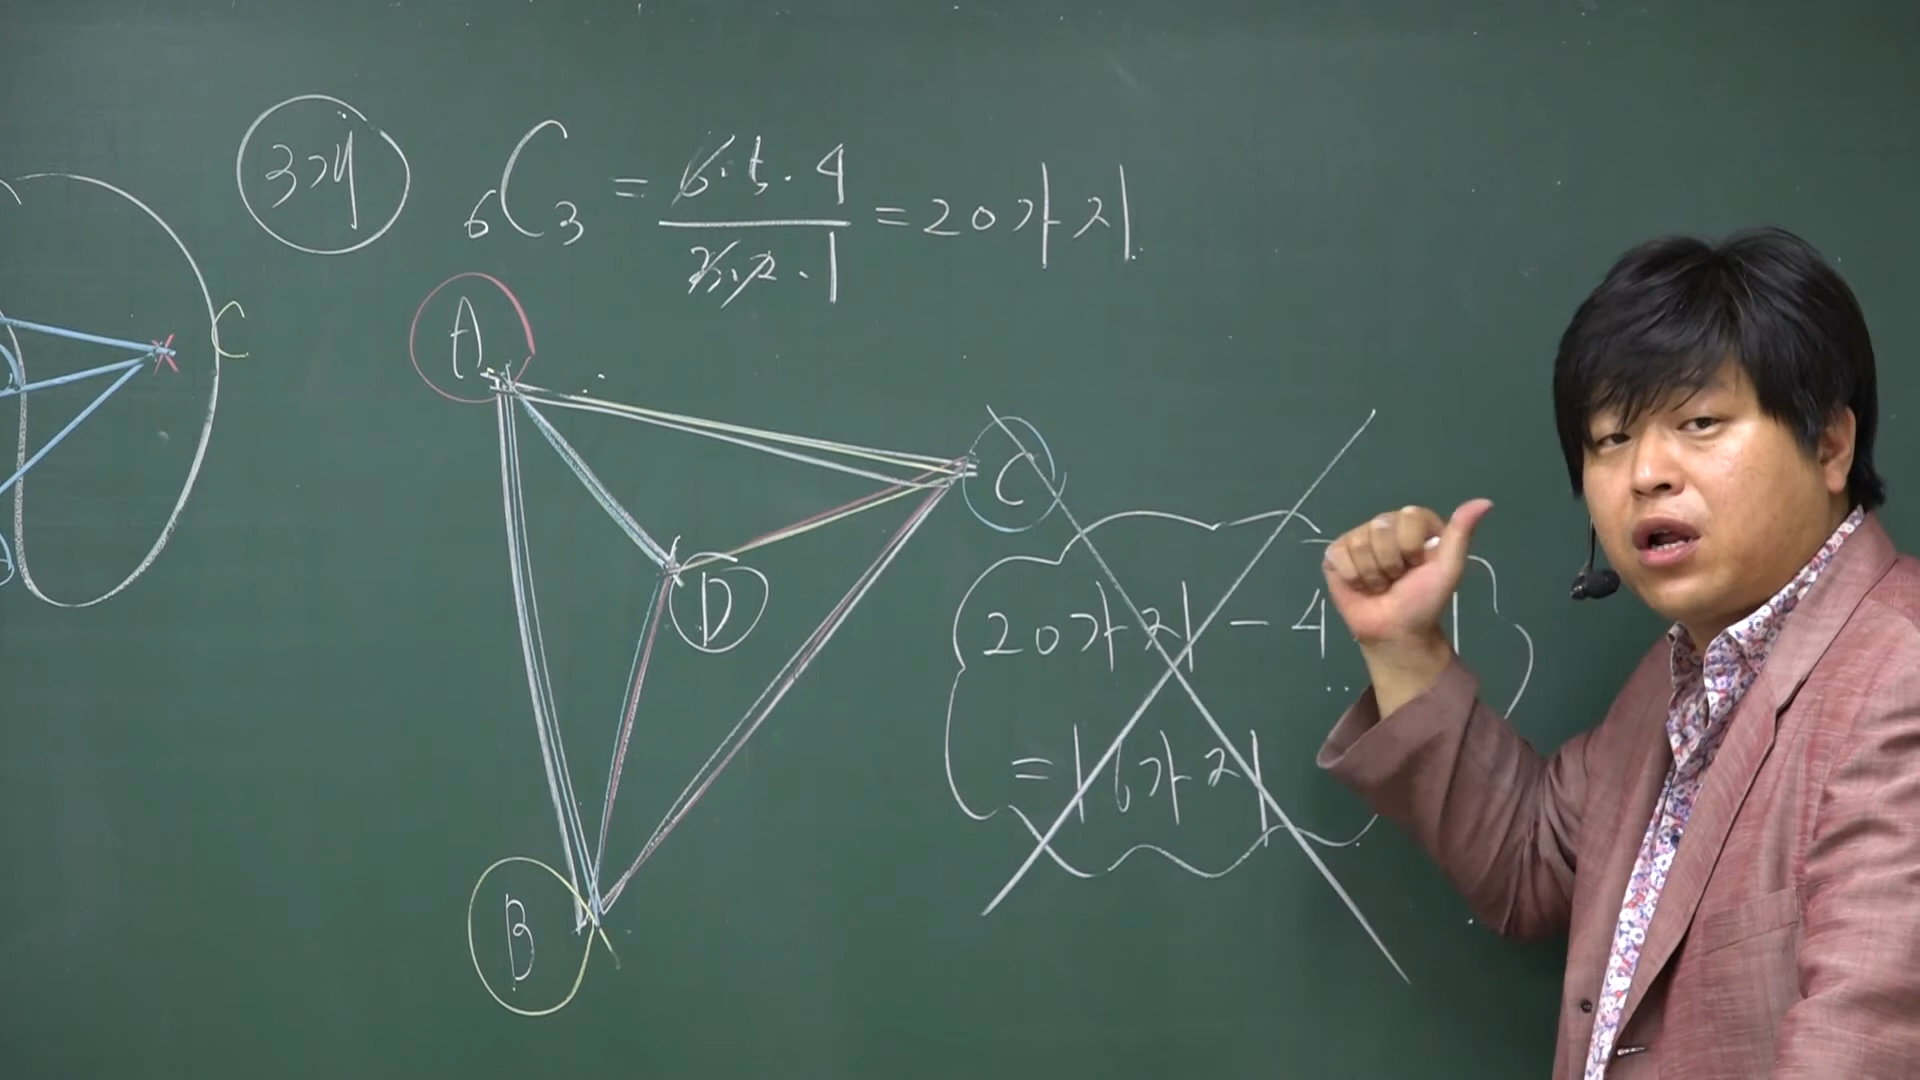 3개 ₆C₃ = 6·5·4 / 3·2·1 = 20가지
C
A
C
D
20가지 - 4
= 16가지
B